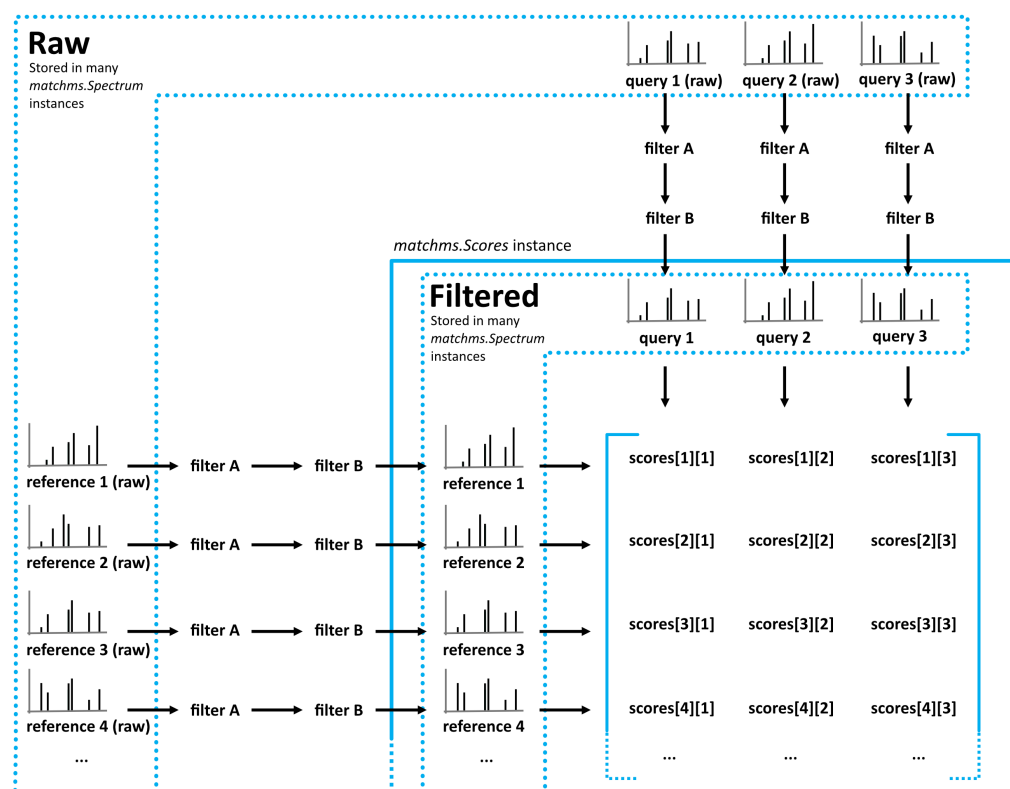 Raw
Stored in many
matchms.Spectrum
instances
query 1 (raw) query 2 (raw) query 3 (raw)
filter A filter A filter A
filter B filter B filter B
matchms.Scores instance
Filtered
Stored in many
matchms.Spectrum
instances
query 1 query 2 query 3
reference 1 (raw) filter A filter B reference 1 scores[1][1] scores[1][2] scores[1][3]
reference 2 (raw) filter A filter B reference 2 scores[2][1] scores[2][2] scores[2][3]
reference 3 (raw) filter A filter B reference 3 scores[3][1] scores[3][2] scores[3][3]
reference 4 (raw) filter A filter B reference 4 scores[4][1] scores[4][2] scores[4][3]
... ... ... ... ...